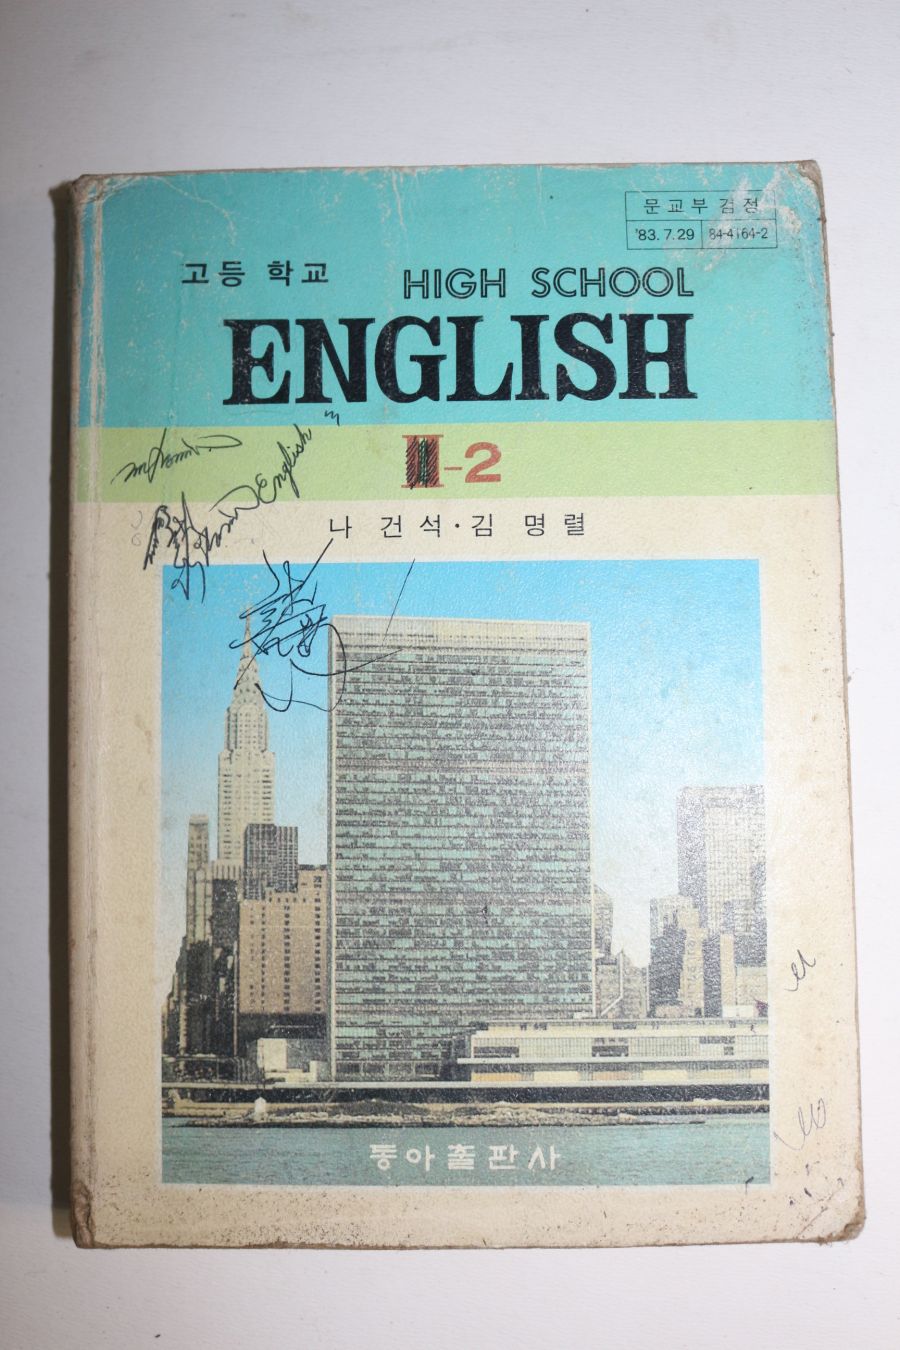 문교부 검정
'83. 7. 29 84-4164-2
고등 학교 HIGH SCHOOL
ENGLISH
II-2
English
나 건석 · 김 명렬
동아출판사